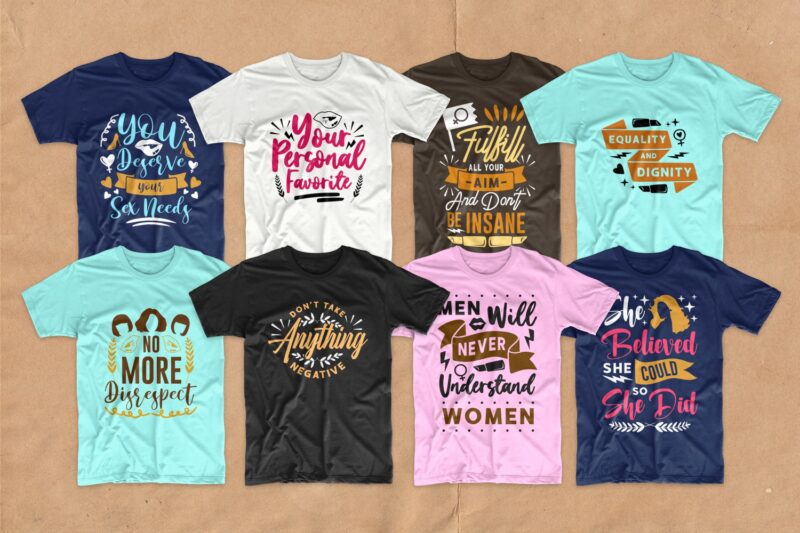 You
Deserve
your
Sex Needs
Your
Personal
Favorite
Fulfill
ALL YOUR
AIM
And Don't
BE INSANE
EQUALITY
AND
DIGNITY
NO
MORE
Disrespect
DON'T TAKE
Anything
NEGATIVE
MEN Will
NEVER
Understand
WOMEN
She
Believed
SHE COULD
SO
She Did